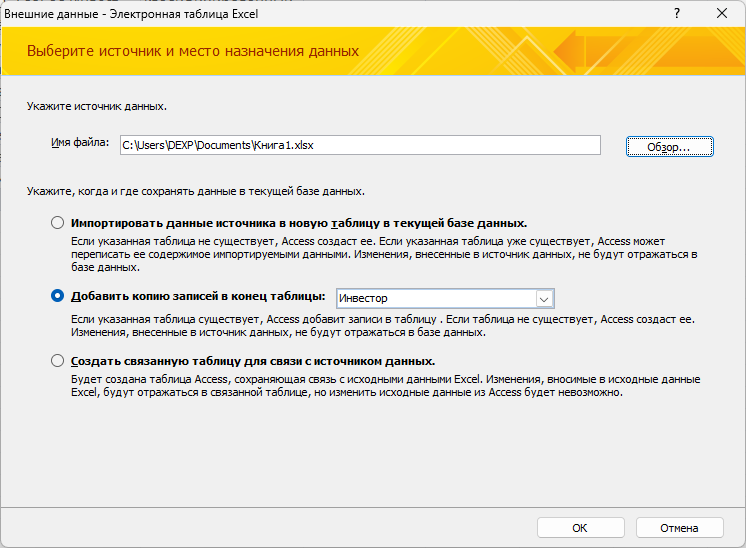 Внешние данные - Электронная таблица Excel
?
Выберите источник и место назначения данных
Укажите источник данных.
Имя файла:
C:\Users\DEXP\Documents\Книга1.xlsx
Обзор...
Укажите, когда и где сохранять данные в текущей базе данных.
Импортировать данные источника в новую таблицу в текущей базе данных.
Если указанная таблица не существует, Access создаст ее. Если указанная таблица уже существует, Access может
переписать ее содержимое импортируемыми данными. Изменения, внесенные в источник данных, не будут отражаться в
базе данных.
Добавить копию записей в конец таблицы:
Инвестор
Если указанная таблица существует, Access добавит записи в таблицу . Если таблица не существует, Access создаст ее.
Изменения, внесенные в источник данных, не будут отражаться в базе данных.
Создать связанную таблицу для связи с источником данных.
Будет создана таблица Access, сохраняющая связь с исходными данными Excel. Изменения, вносимые в исходные данные
Excel, будут отражаться в связанной таблице, но изменить исходные данные из Access будет невозможно.
ОК
Отмена